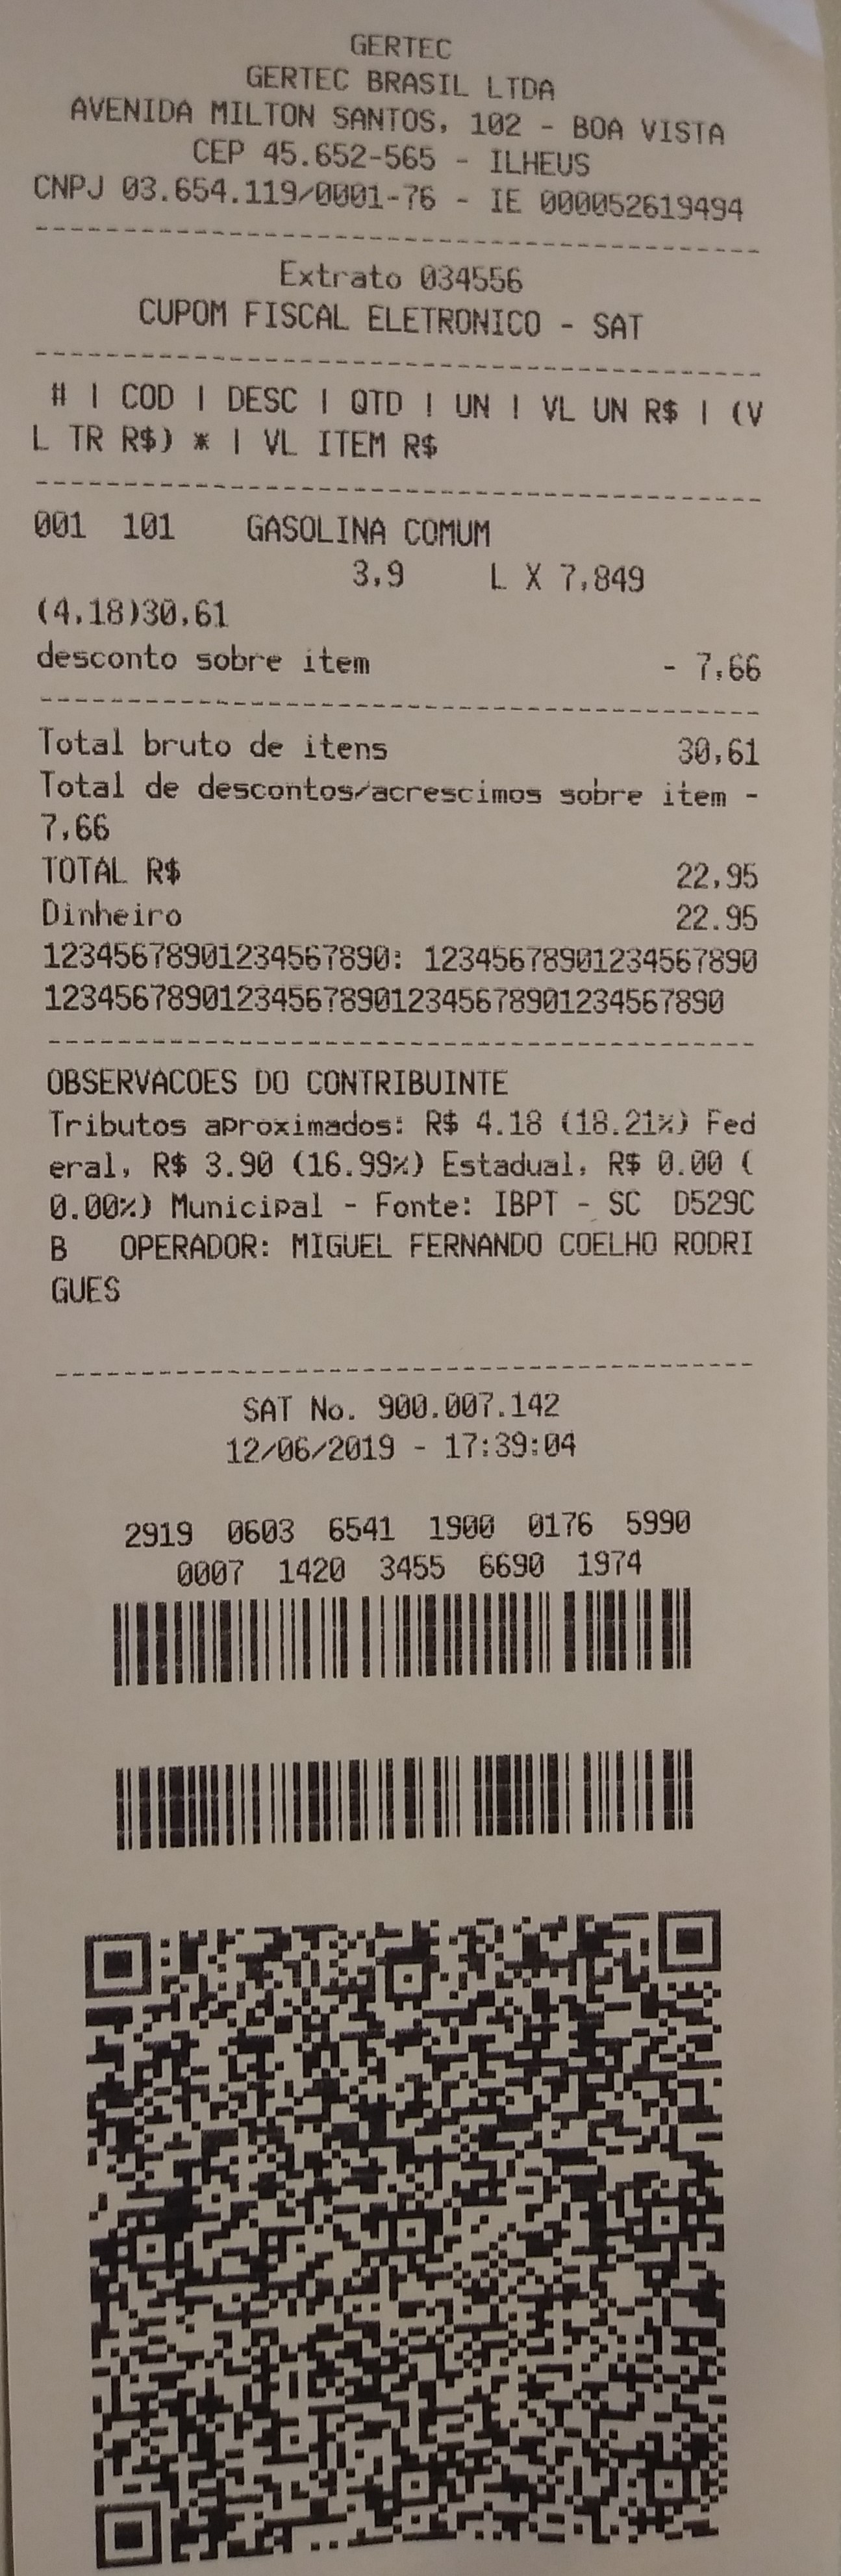 GERTEC
GERTEC BRASIL LTDA
AVENIDA MILTON SANTOS, 102 - BOA VISTA
CEP 45.652-565 - ILHEUS
CNPJ 03.654.119/0001-76 - IE 000052619494
Extrato 034556
CUPOM FISCAL ELETRONICO - SAT
# | COD | DESC | QTD | UN | VL UN R$ | (V
L TR R$) * | VL ITEM R$
001 101 GASOLINA COMUM
3,9 L X 7,849
(4,18)30,61
desconto sobre item - 7,66
Total bruto de itens 30,61
Total de descontos/acrescimos sobre item -
7,66
TOTAL R$ 22,95
Dinheiro 22.95
12345678901234567890: 12345678901234567890
1234567890123456789012345678901234567890
OBSERVACOES DO CONTRIBUINTE
Tributos aproximados: R$ 4.18 (18.21%) Fed
eral, R$ 3.90 (16.99%) Estadual, R$ 0.00 (
0.00%) Municipal - Fonte: IBPT - SC D529C
B OPERADOR: MIGUEL FERNANDO COELHO RODRI
GUES
SAT No. 900.007.142
12/06/2019 - 17:39:04
2919 0603 6541 1900 0176 5990
0007 1420 3455 6690 1974